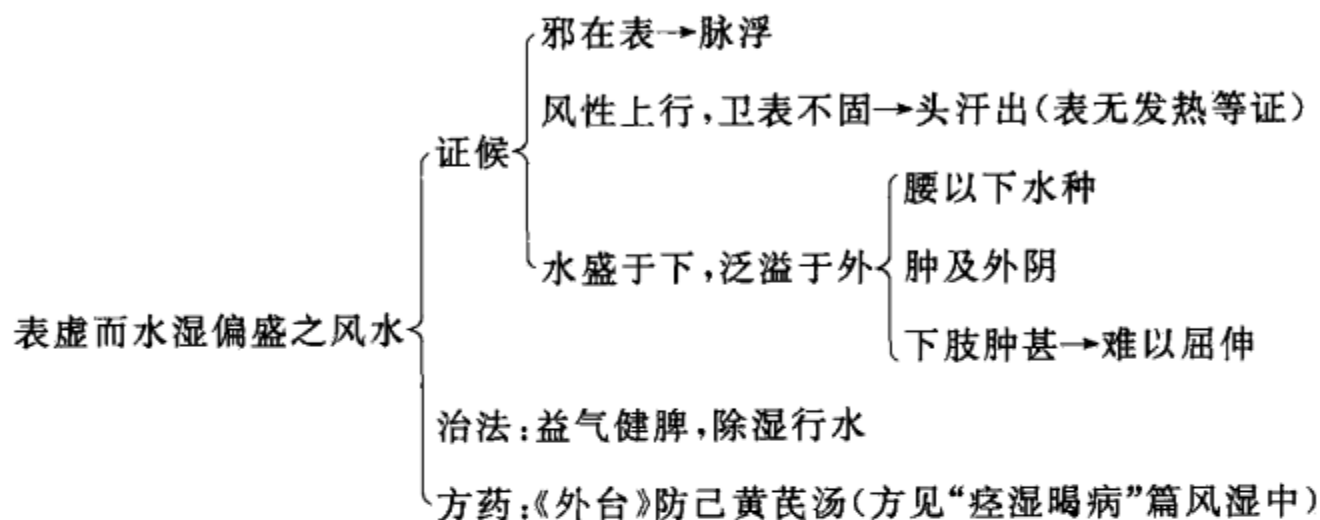 邪在表→脉浮
风性上行,卫表不固→头汗出(表无发热等证)
证候
腰以下水种
水盛于下,泛溢于外
肿及外阴
下肢肿甚→难以屈伸
表虚而水湿偏盛之风水
治法:益气健脾,除湿行水
方药:《外台》防己黄芪汤(方见“痉湿暍病”篇风湿中)